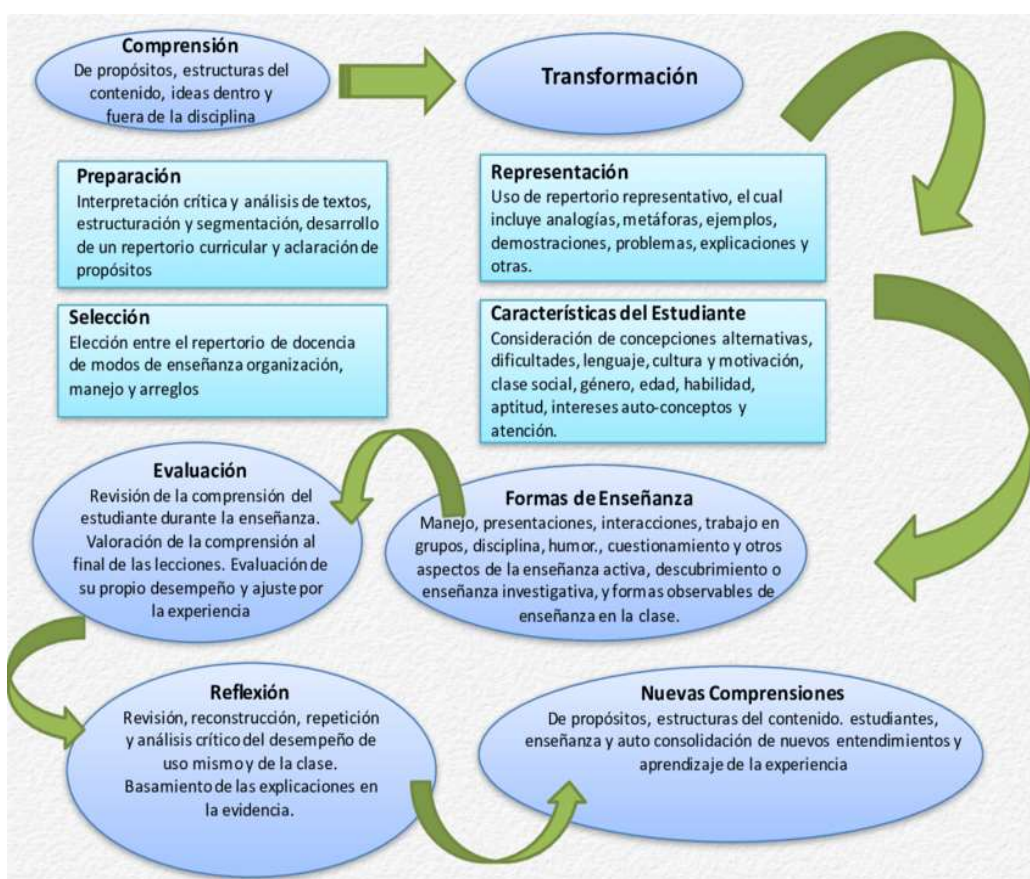 Comprensión
De propósitos, estructuras del
contenido, ideas dentro y
fuera de la disciplina
Transformación
Preparación
Interpretación crítica y análisis de textos,
estructuración y segmentación, desarrollo
de un repertorio curricular y aclaración de
propósitos
Representación
Uso de repertorio representativo, el cual
incluye analogías, metáforas, ejemplos,
demostraciones, problemas, explicaciones y
otras.
Selección
Elección entre el repertorio de docencia
de modos de enseñanza organización,
manejo y arreglos
Características del Estudiante
Consideración de concepciones alternativas,
dificultades, lenguaje, cultura y motivación,
clase social, género, edad, habilidad,
aptitud, intereses auto-conceptos y
atención.
Formas de Enseñanza
Manejo, presentaciones, interacciones, trabajo en
grupos, disciplina, humor., cuestionamiento y otros
aspectos de la enseñanza activa, descubrimiento o
enseñanza investigativa, y formas observables de
enseñanza en la clase.
Evaluación
Revisión de la comprensión del
estudiante durante la enseñanza.
Valoración de la comprensión al
final de las lecciones. Evaluación de
su propio desempeño y ajuste por
la experiencia
Reflexión
Revisión, reconstrucción, repetición
y análisis crítico del desempeño de
uso mismo y de la clase.
Basamiento de las explicaciones en
la evidencia.
Nuevas Comprensiones
De propósitos, estructuras del contenido. estudiantes,
enseñanza y auto consolidación de nuevos entendimientos y
aprendizaje de la experiencia